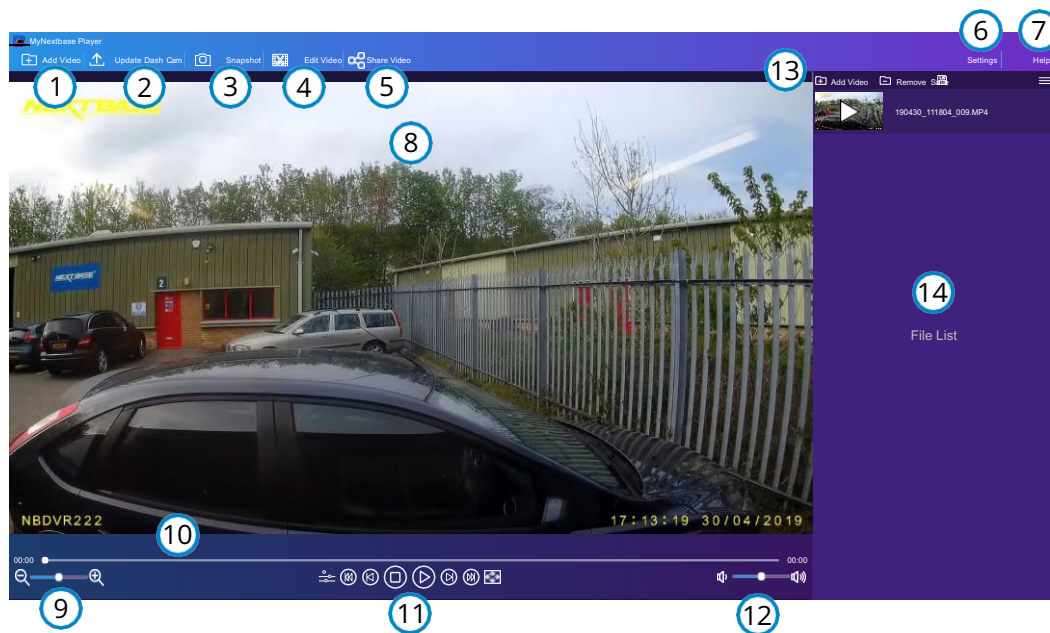 MyNextbase Player
Add Video Update Dash Cam Snapshot Edit Video Share Video Settings Help
1 2 3 4 5 6 7
13
Add Video Remove
190430_111804_009.MP4
NEXTBASE
8
NEXTBASE
2
14
File List
NBDVR222 17:13:19 30/04/2019
10
00:00 00:00
9 11 12